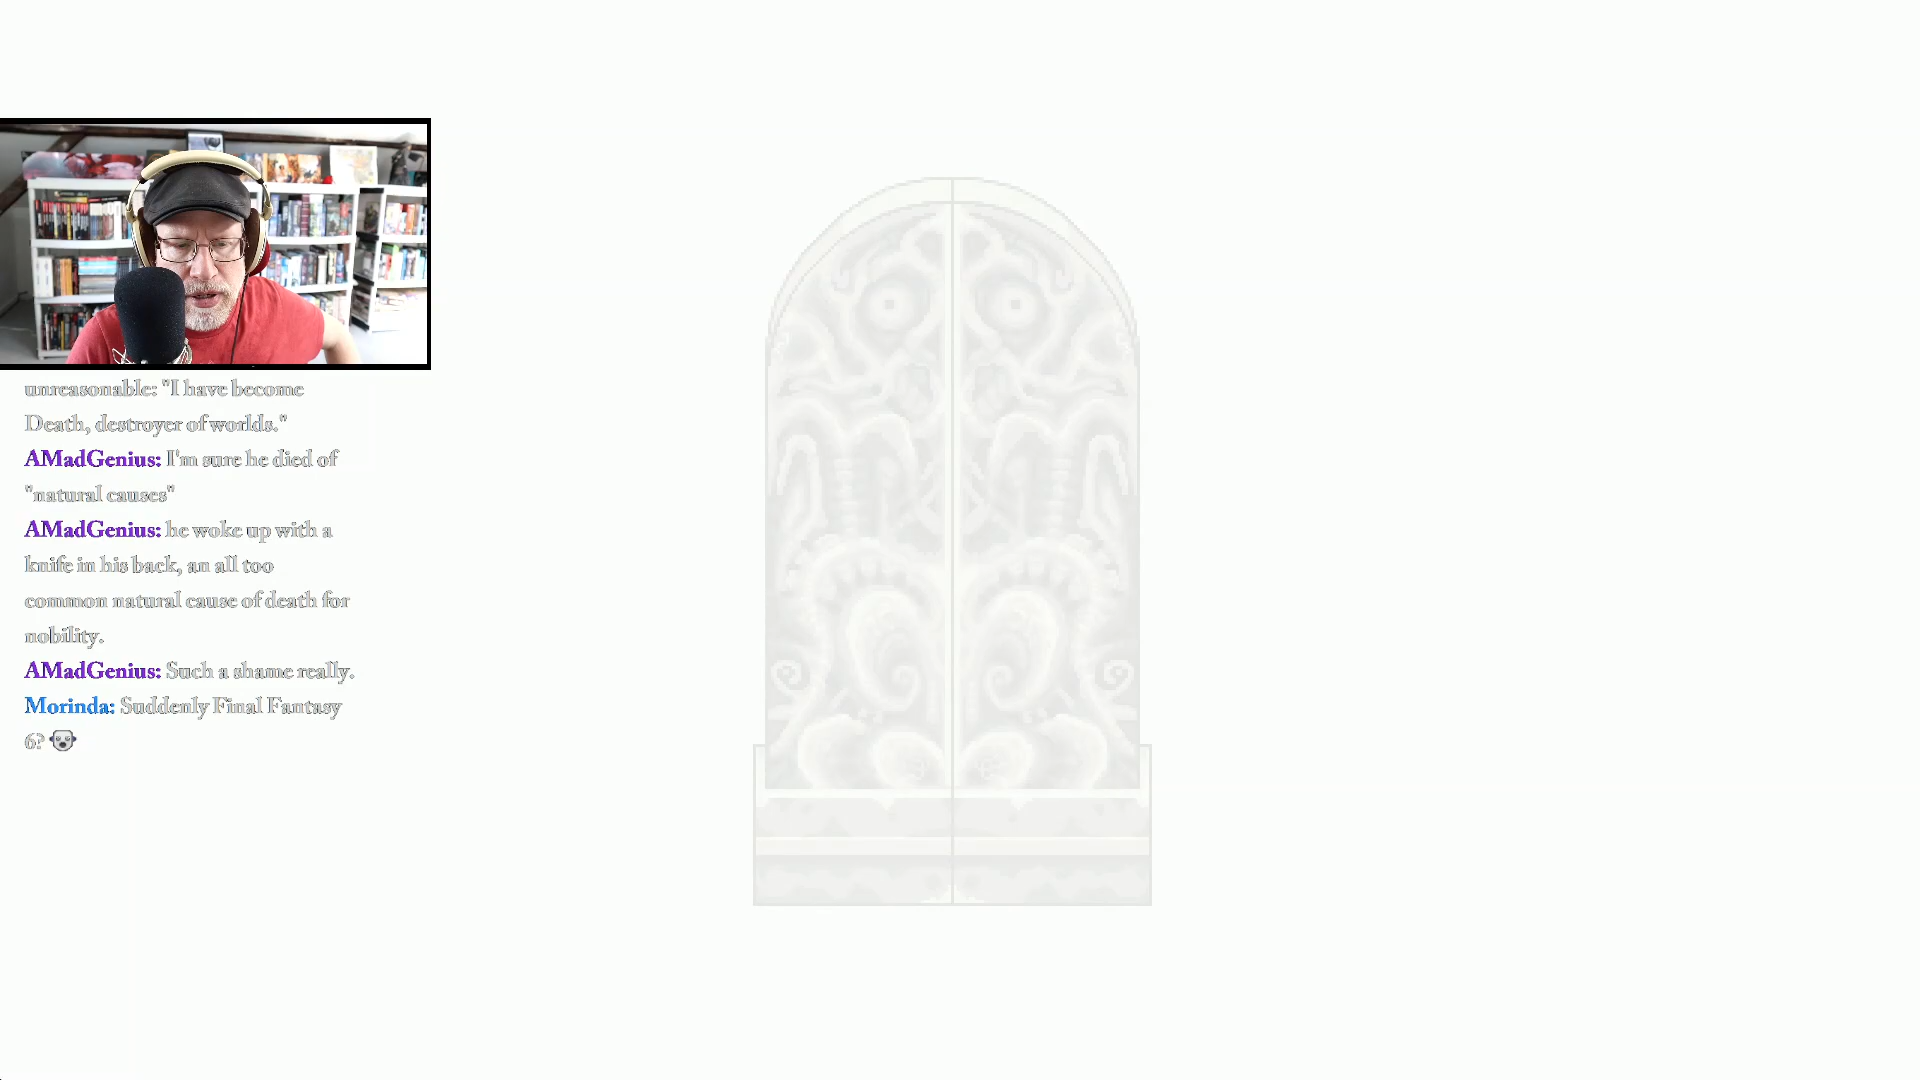 unreasonable: "I have become
Death, destroyer of worlds."
AMadGenius: I'm sure he died of
"natural causes"
AMadGenius: he woke up with a
knife in his back, an all too
common natural cause of death for
nobility.
AMadGenius: Such a shame really.
Morinda: Suddenly Final Fantasy
6?